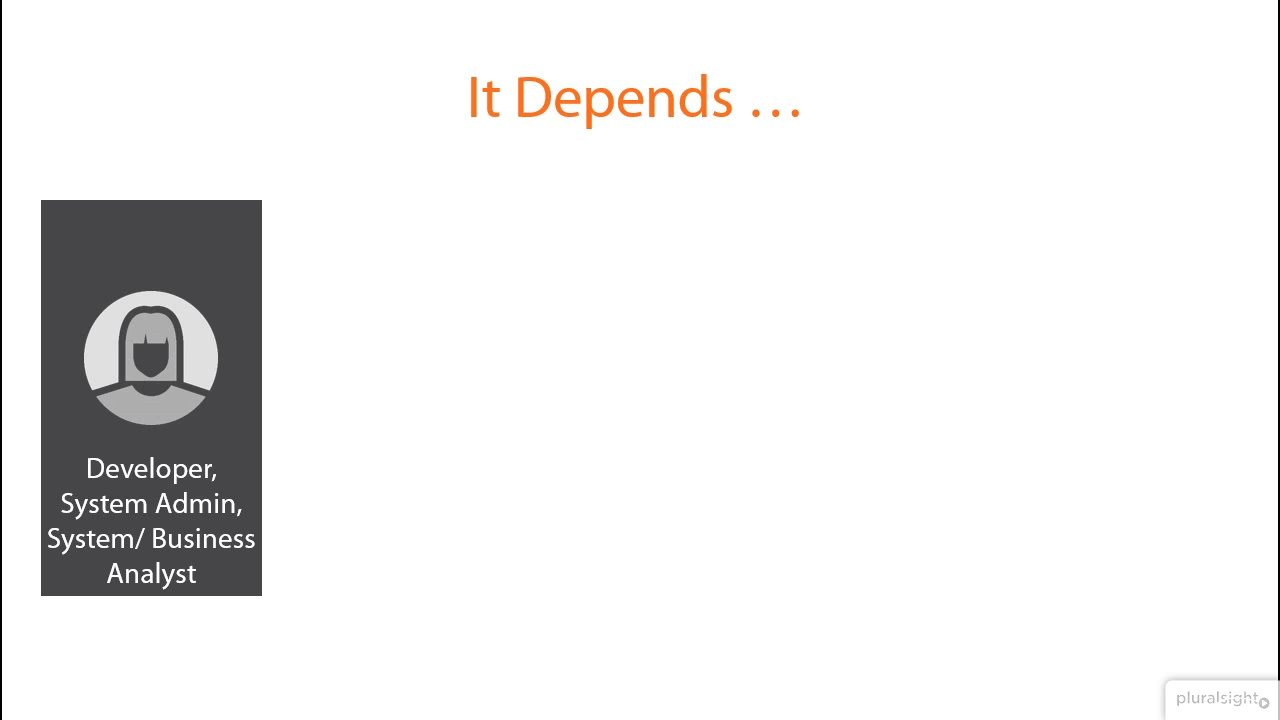 It Depends …
Developer,
System Admin,
System/ Business
Analyst
pluralsight